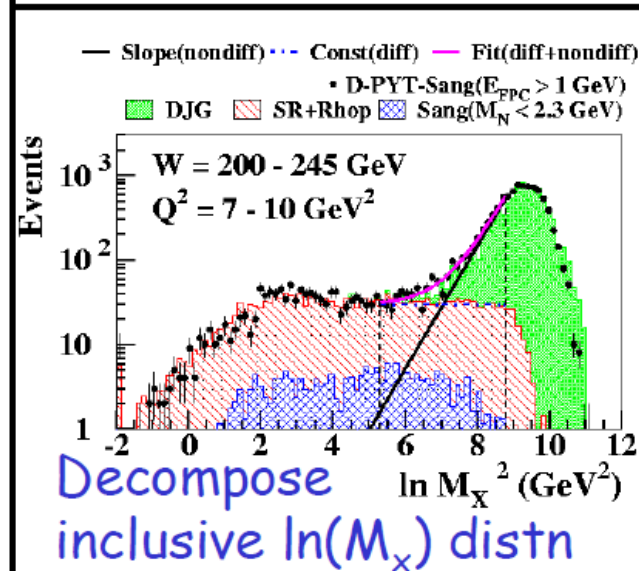 Slope(nondiff) Const(diff) Fit(diff+nondiff)
D-PYT-Sang(E_FPC > 1 GeV)
DJG SR+Rhop Sang(M_N < 2.3 GeV)
Events
W = 200 - 245 GeV
Q² = 7 - 10 GeV²
10³
10²
10
1
-2 0 2 4 6 8 10 12
ln M_X² (GeV²)
Decompose
inclusive ln(M_x) distn